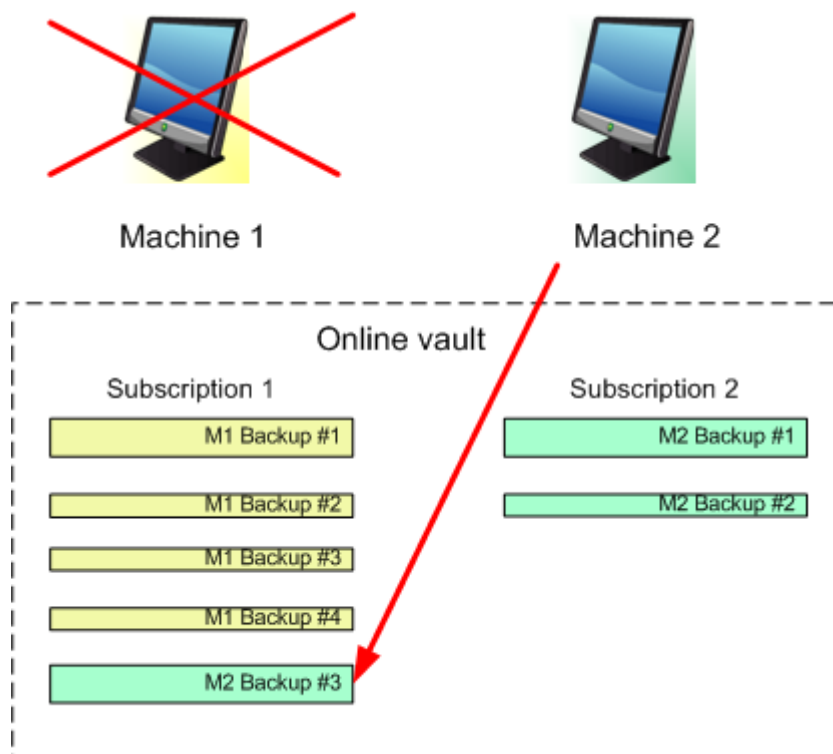 Machine 1
Machine 2
Online vault
Subscription 1
M1 Backup #1
M1 Backup #2
M1 Backup #3
M1 Backup #4
M2 Backup #3
Subscription 2
M2 Backup #1
M2 Backup #2